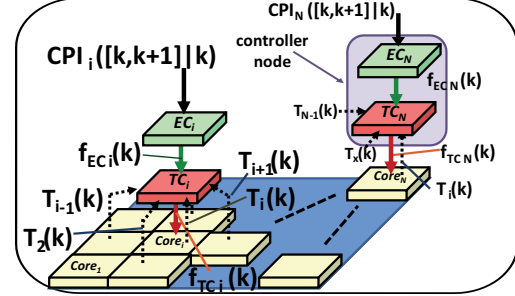 CPI_N([k,k+1]|k)
controller
node
CPI_i([k,k+1]|k)
EC_N
f_EC N(k)
EC_i
T_N-1(k)
TC_N
f_EC i(k)
T_x(k)
f_TC N(k)
T_i+1(k)
TC_i
Core_N
T_i-1(k)
T_i(k)
T_i(k)
T_2(k)
Core_i
Core_1
f_TC i(k)